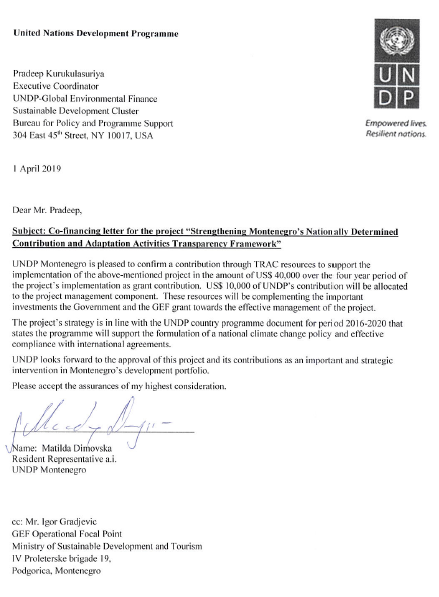 United Nations Development Programme
U N
D P
Empowered lives.
Resilient nations.
Pradeep Kurukulasuriya
Executive Coordinator
UNDP-Global Environmental Finance
Sustainable Development Cluster
Bureau for Policy and Programme Support
304 East 45th Street, NY 10017, USA
1 April 2019
Dear Mr. Pradeep,
Subject: Co-financing letter for the project “Strengthening Montenegro's Nationally Determined
Contribution and Adaptation Activities Transparency Framework”
UNDP Montenegro is pleased to confirm a contribution through TRAC resources to support the
implementation of the above-mentioned project in the amount of US$ 40,000 over the four year period of
the project's implementation as grant contribution. US$ 10,000 of UNDP's contribution will be allocated
to the project management component. These resources will be complementing the important
investments the Government and the GEF grant towards the effective management of the project.
The project's strategy is in line with the UNDP country programme document for period 2016-2020 that
states the programme will support the formulation of a national climate change policy and effective
compliance with international agreements.
UNDP looks forward to the approval of this project and its contributions as an important and strategic
intervention in Montenegro's development portfolio.
Please accept the assurances of my highest consideration.
Name: Matilda Dimovska
Resident Representative a.i.
UNDP Montenegro
cc: Mr. Igor Gradjevic
GEF Operational Focal Point
Ministry of Sustainable Development and Tourism
IV Proleterske brigade 19,
Podgorica, Montenegro